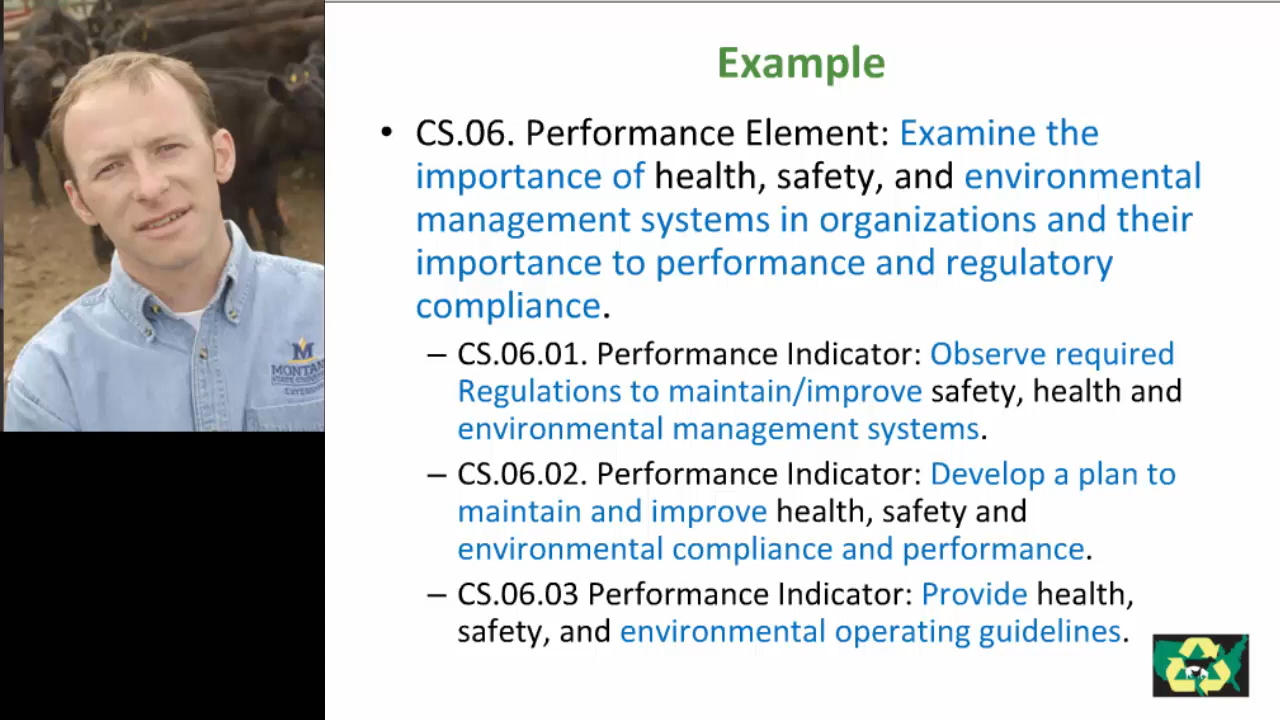 Example
• CS.06. Performance Element: Examine the
importance of health, safety, and environmental
management systems in organizations and their
importance to performance and regulatory
compliance.
– CS.06.01. Performance Indicator: Observe required
Regulations to maintain/improve safety, health and
environmental management systems.
– CS.06.02. Performance Indicator: Develop a plan to
maintain and improve health, safety and
environmental compliance and performance.
– CS.06.03 Performance Indicator: Provide health,
safety, and environmental operating guidelines.
M